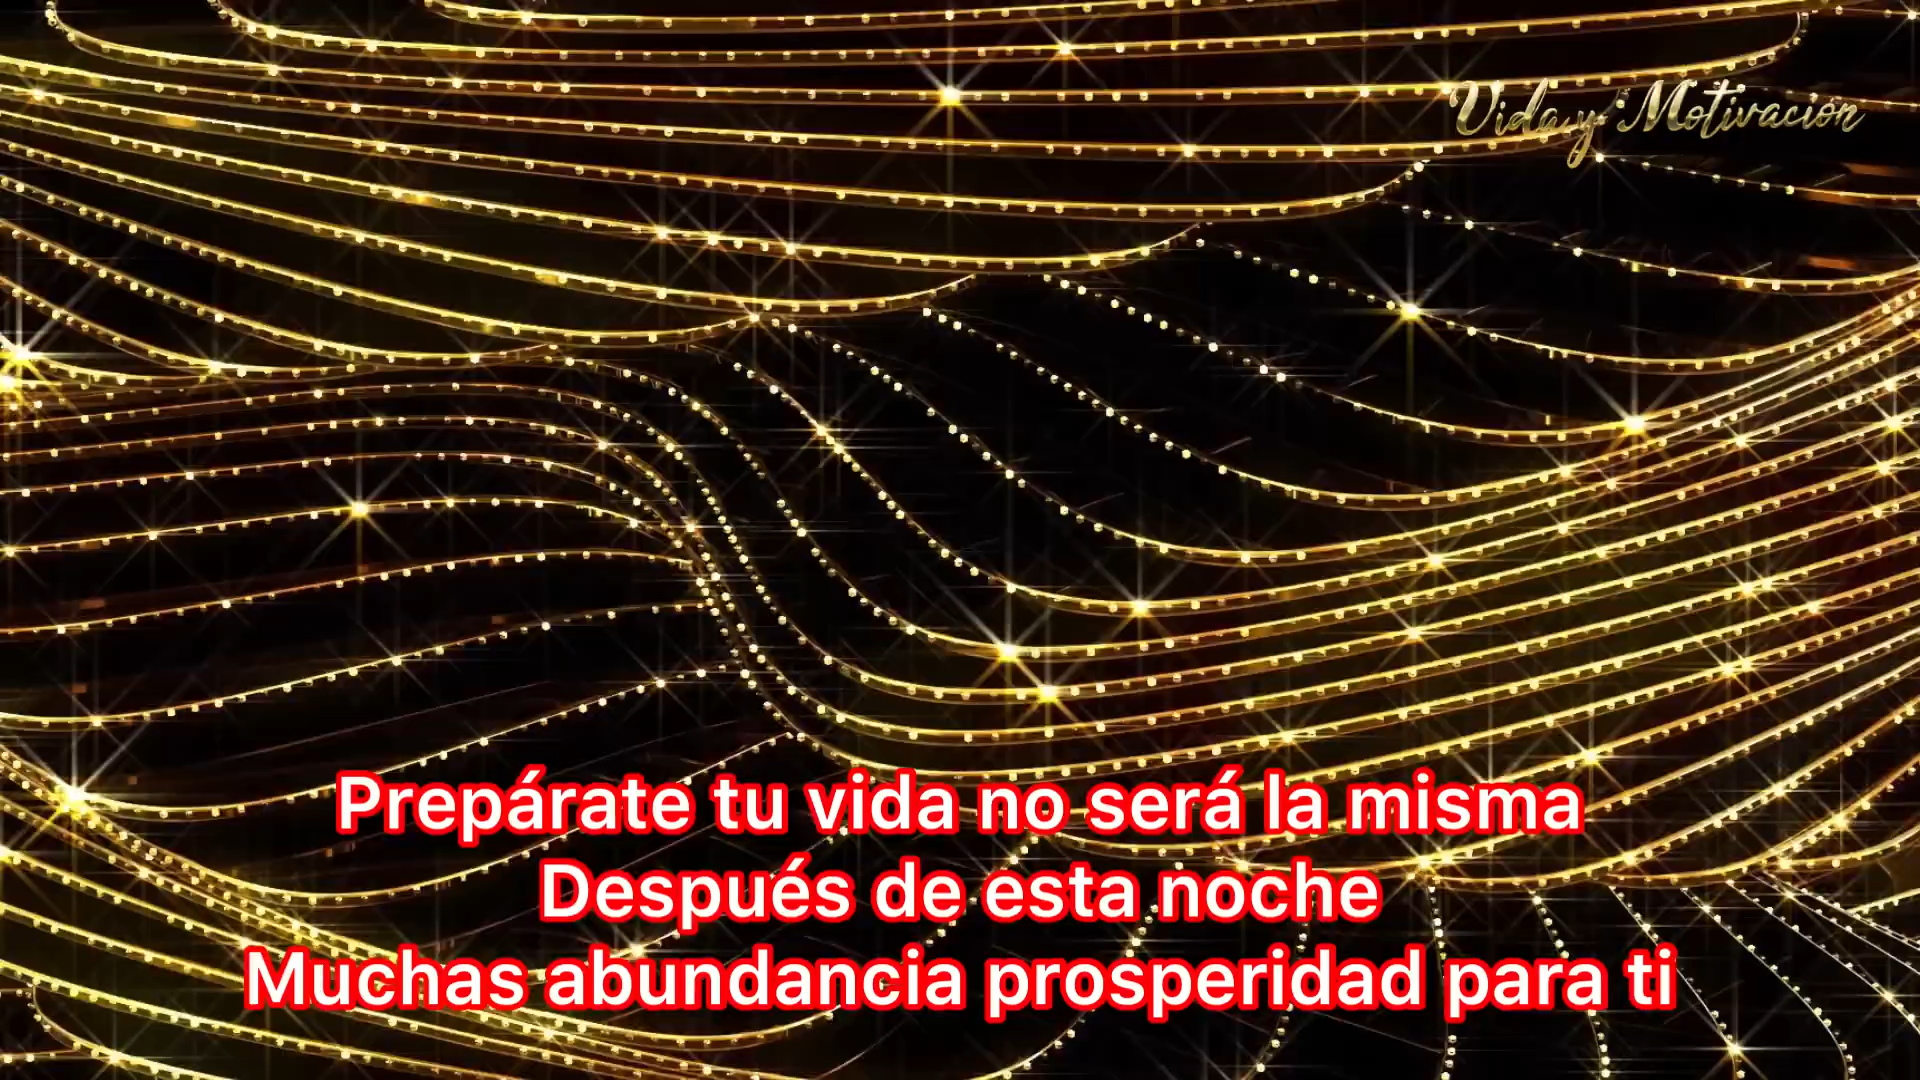 Vida y Motivación
Prepárate tu vida no será la misma
Después de esta noche
Muchas abundancia prosperidad para ti